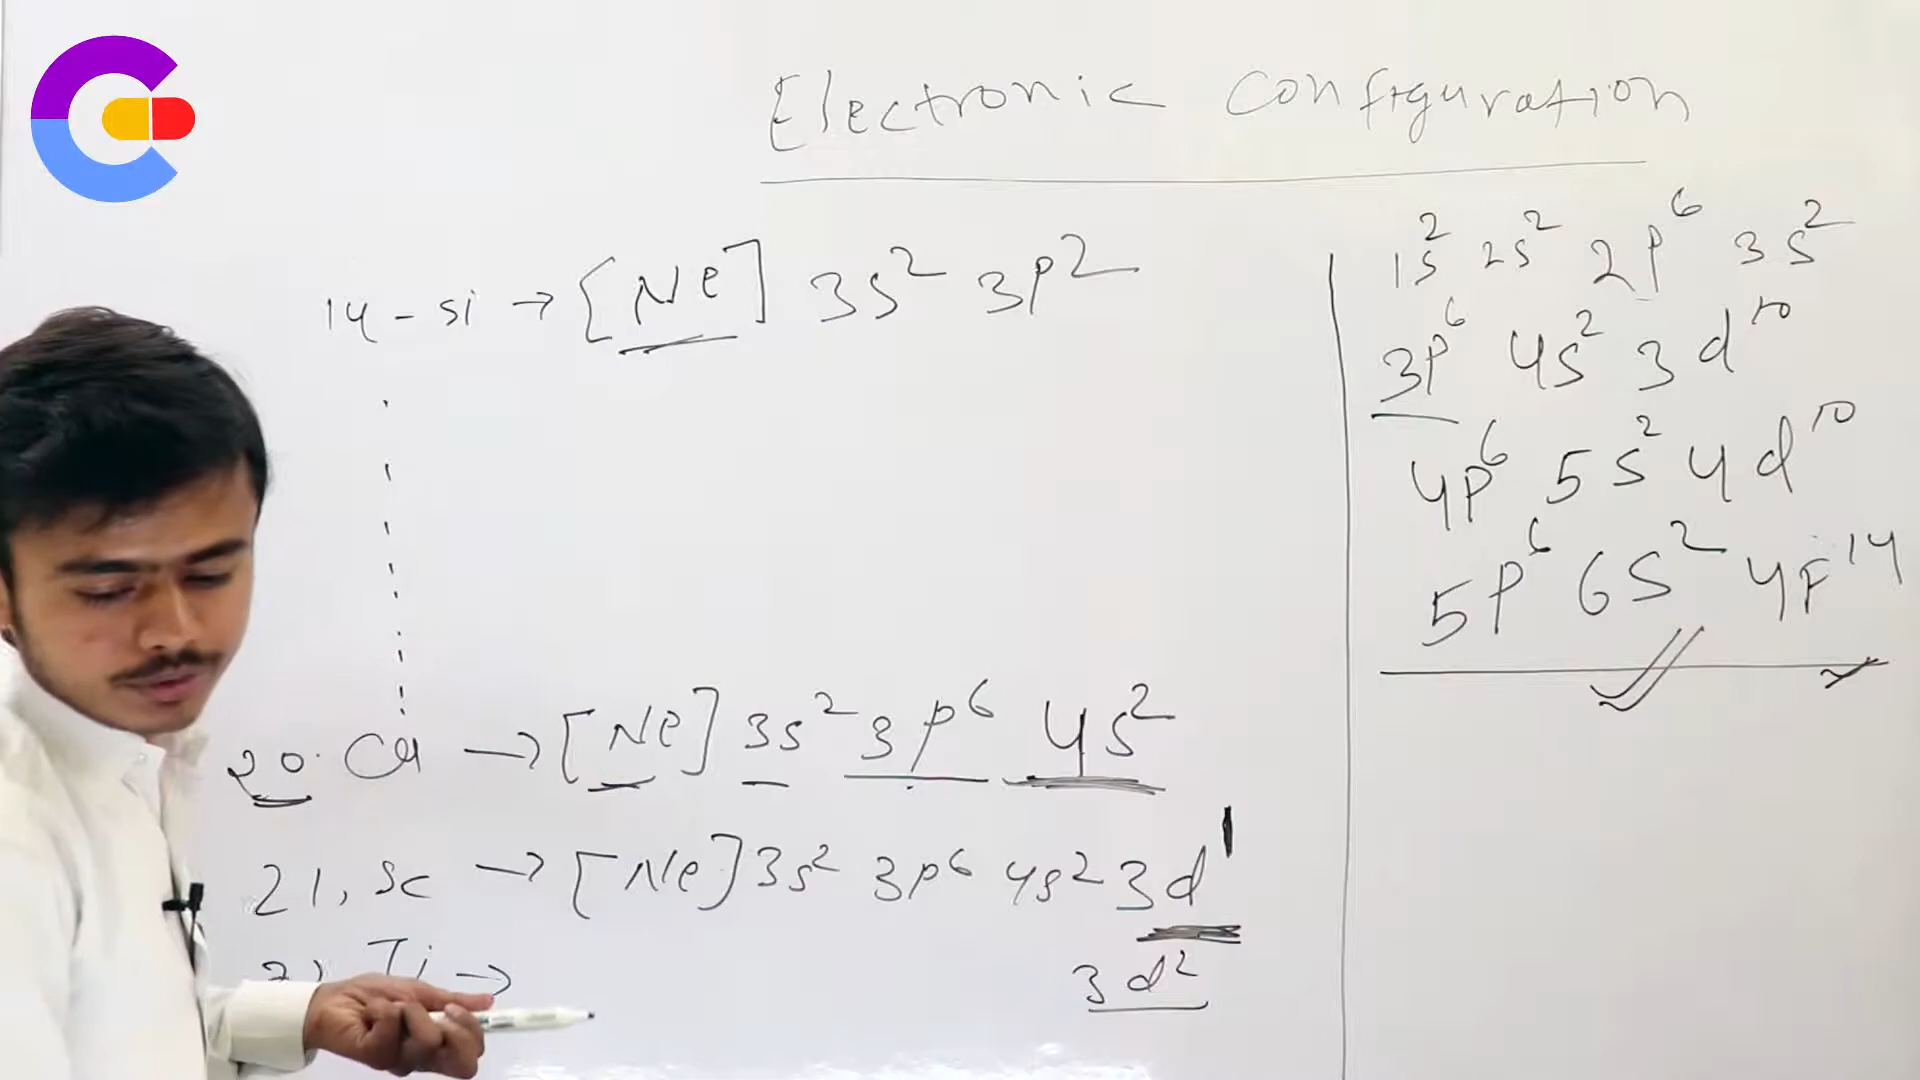 Electronic Configuration
14 - Si → [Ne] 3s² 3p²
20. Ca → [Ne] 3s² 3p⁶ 4s²
21, Sc → [Ne] 3s² 3p⁶ 4s² 3d¹
Ti → 3d²
1s² 2s² 2p⁶ 3s²
3p⁶ 4s² 3d¹⁰
4p⁶ 5s² 4d¹⁰
5p⁶ 6s² 4F¹⁴